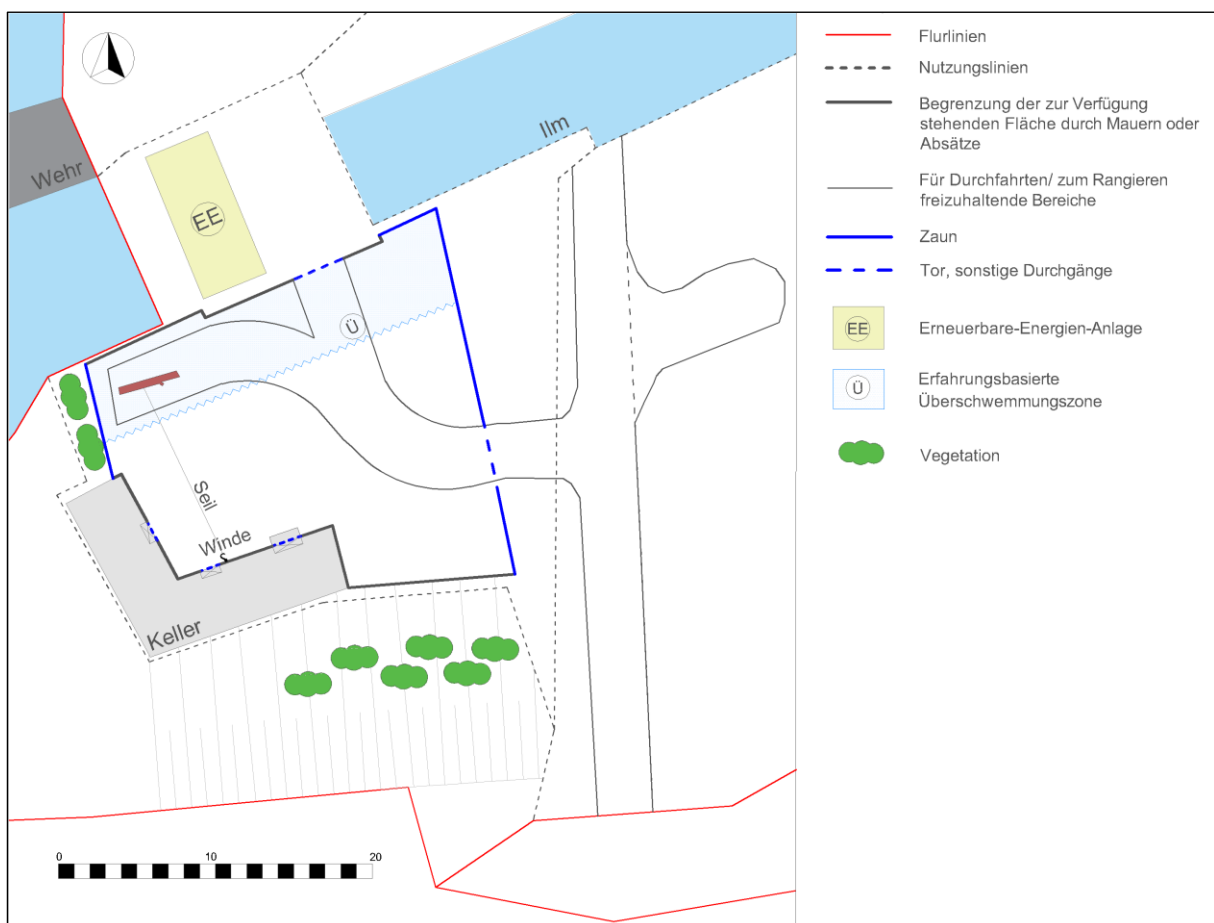 Wehr
Ilm
EE
Ü
Seil
Winde
Keller
0 10 20
Flurlinien
Nutzungslinien
Begrenzung der zur Verfügung
stehenden Fläche durch Mauern oder
Absätze
Für Durchfahrten/ zum Rangieren
freizuhaltende Bereiche
Zaun
Tor, sonstige Durchgänge
EE
Erneuerbare-Energien-Anlage
Ü
Erfahrungsbasierte
Überschwemmungszone
Vegetation